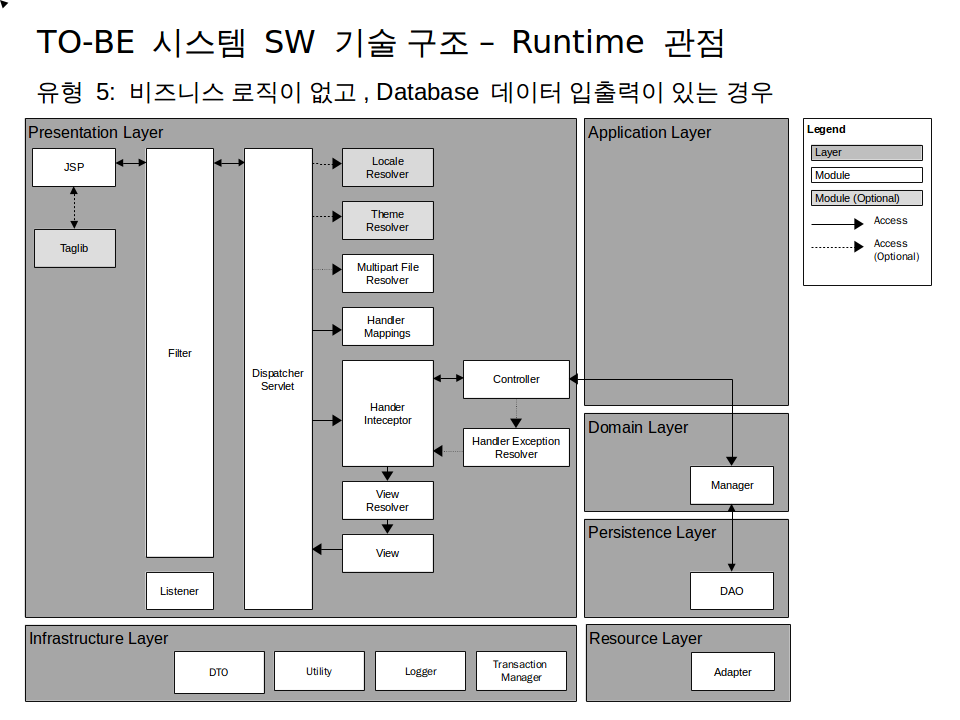 TO-BE 시스템 SW 기술 구조 – Runtime 관점
유형 5: 비즈니스 로직이 없고 , Database 데이터 입출력이 있는 경우
Presentation Layer
JSP
Taglib
Filter
Listener
Dispatcher
Servlet
Locale
Resolver
Theme
Resolver
Multipart File
Resolver
Handler
Mappings
Hander
Inteceptor
Controller
Handler Exception
Resolver
View
Resolver
View
Application Layer
Domain Layer
Manager
Persistence Layer
DAO
Legend
Layer
Module
Module (Optional)
Access
Access
(Optional)
Infrastructure Layer
DTO
Utility
Logger
Transaction
Manager
Resource Layer
Adapter